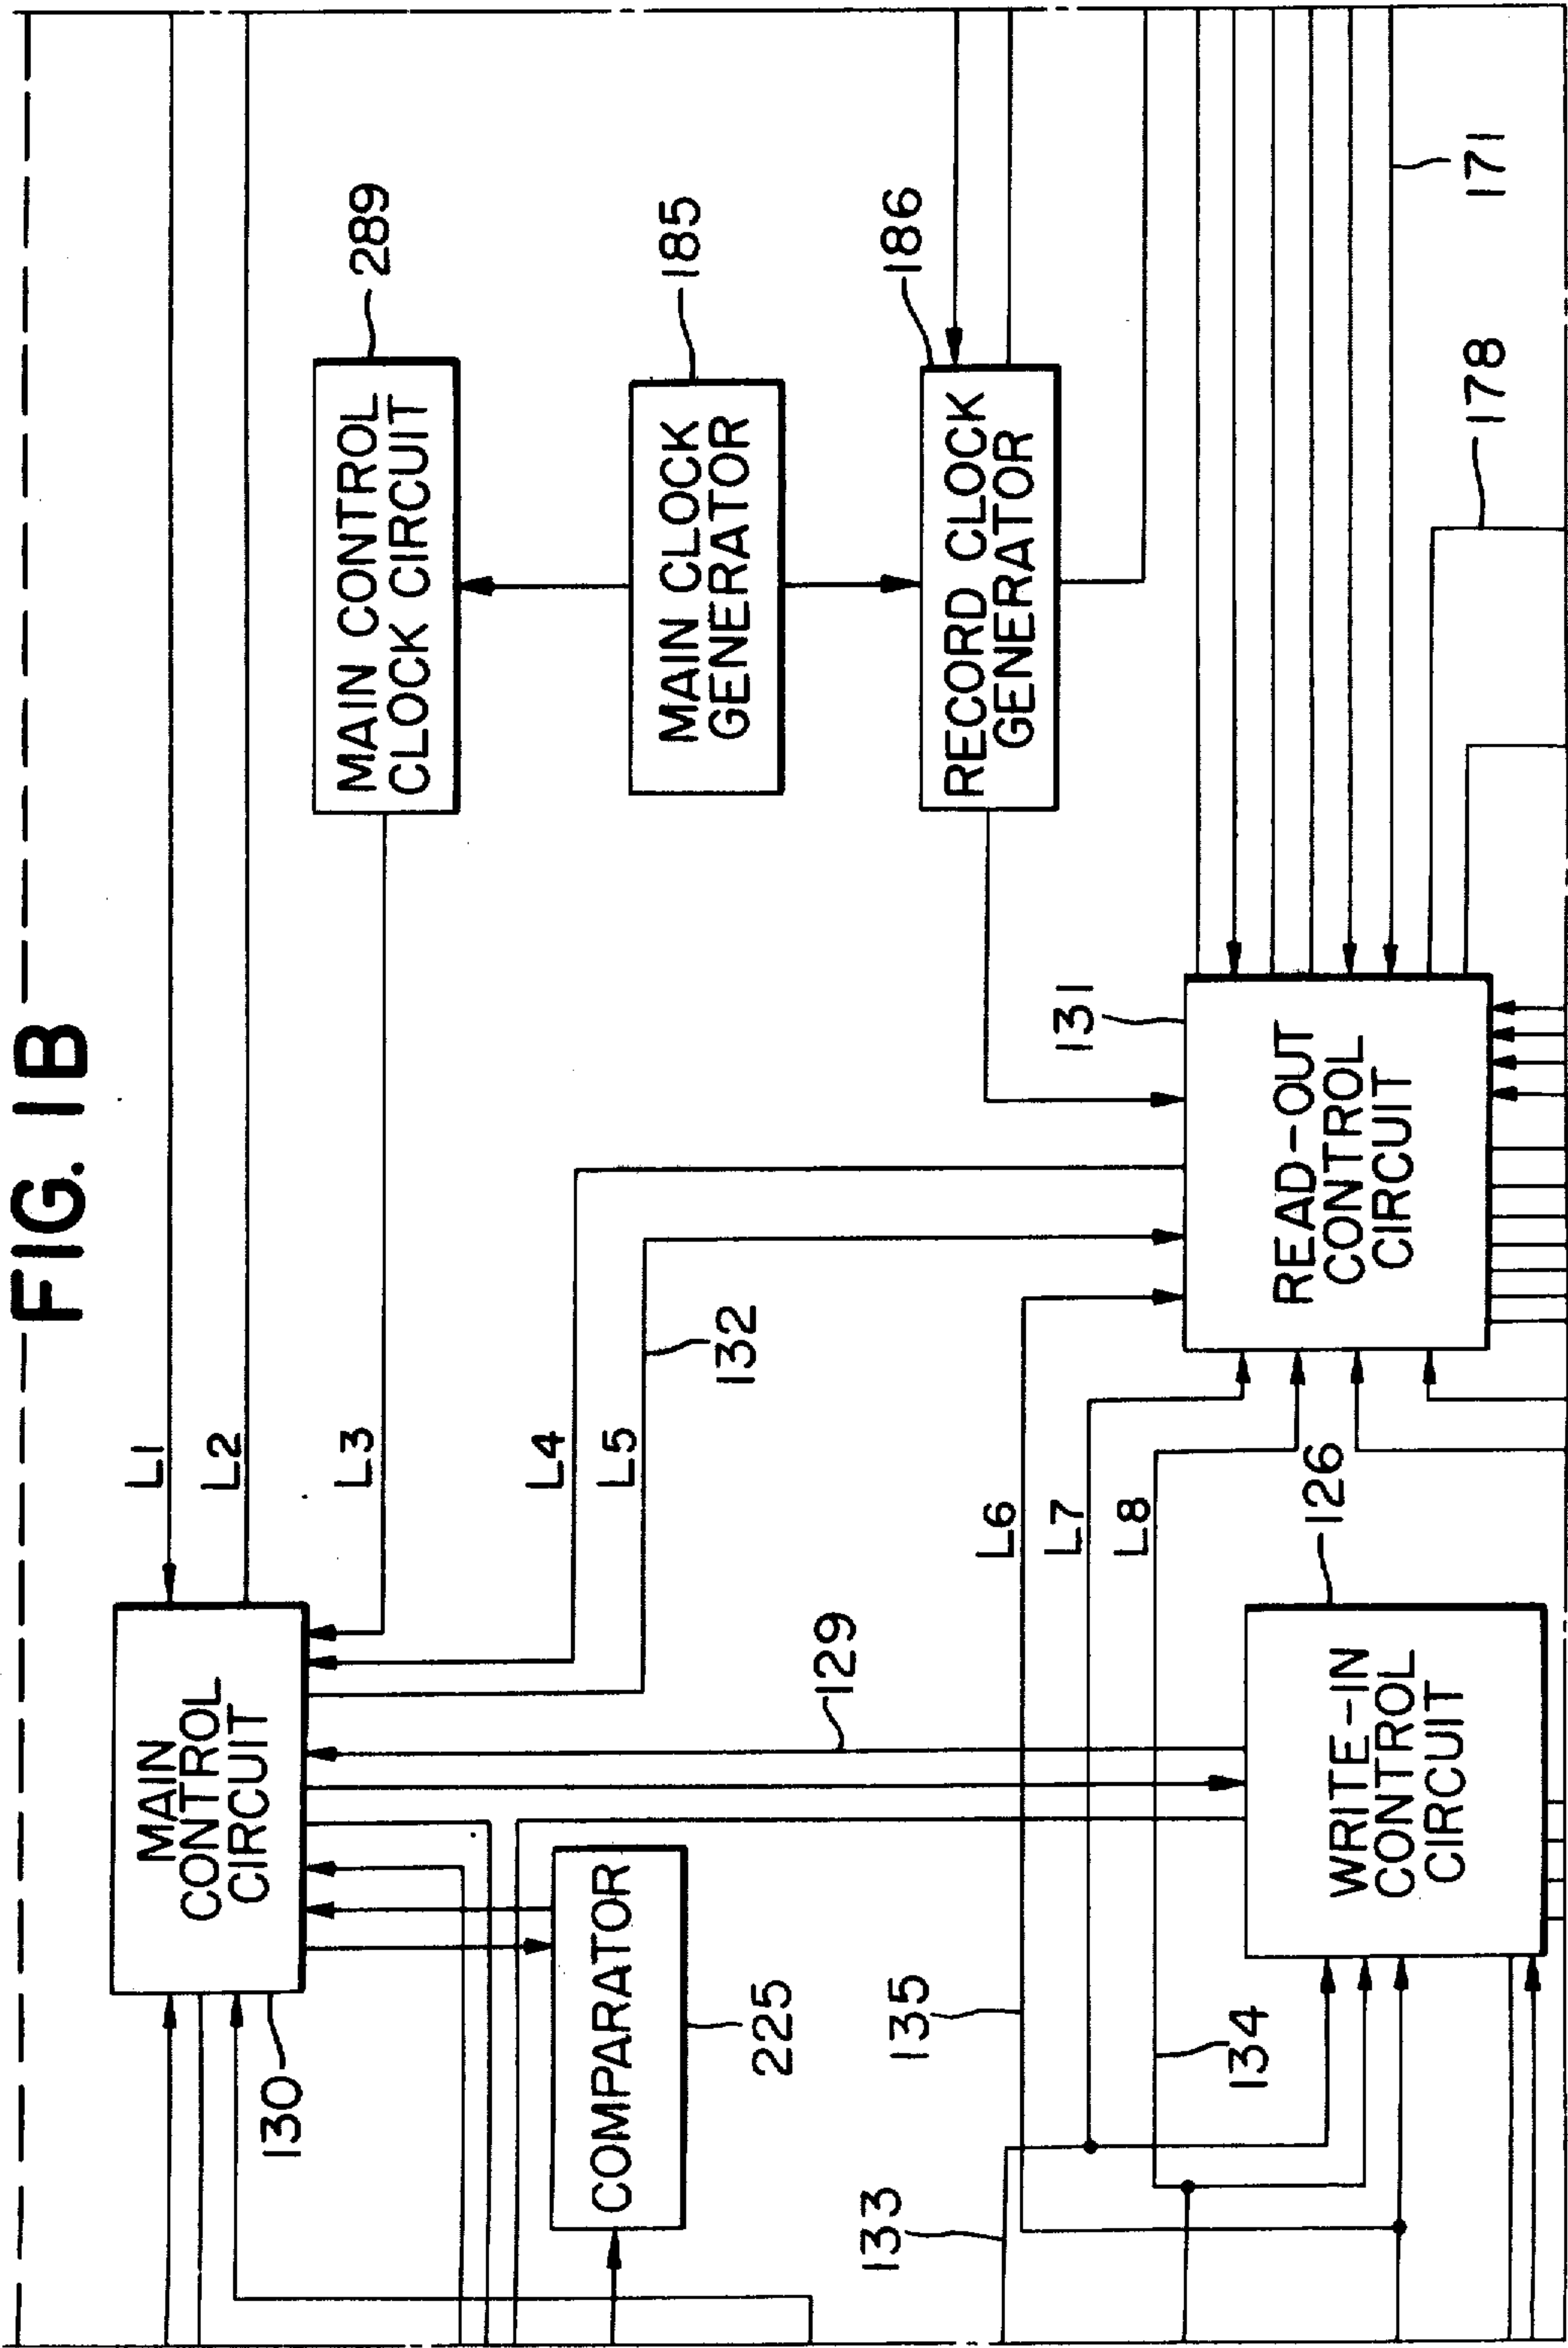 FIG. 1B
L1
L2
L3
L4
L5
132
MAIN
CONTROL
CIRCUIT
130
COMPARATOR
225
MAIN CONTROL
CLOCK CIRCUIT
289
MAIN CLOCK
GENERATOR
185
RECORD CLOCK
GENERATOR
186
129
135
133
134
L6
L7
L8
WRITE-IN
CONTROL
CIRCUIT
126
READ-OUT
CONTROL
CIRCUIT
131
171
178